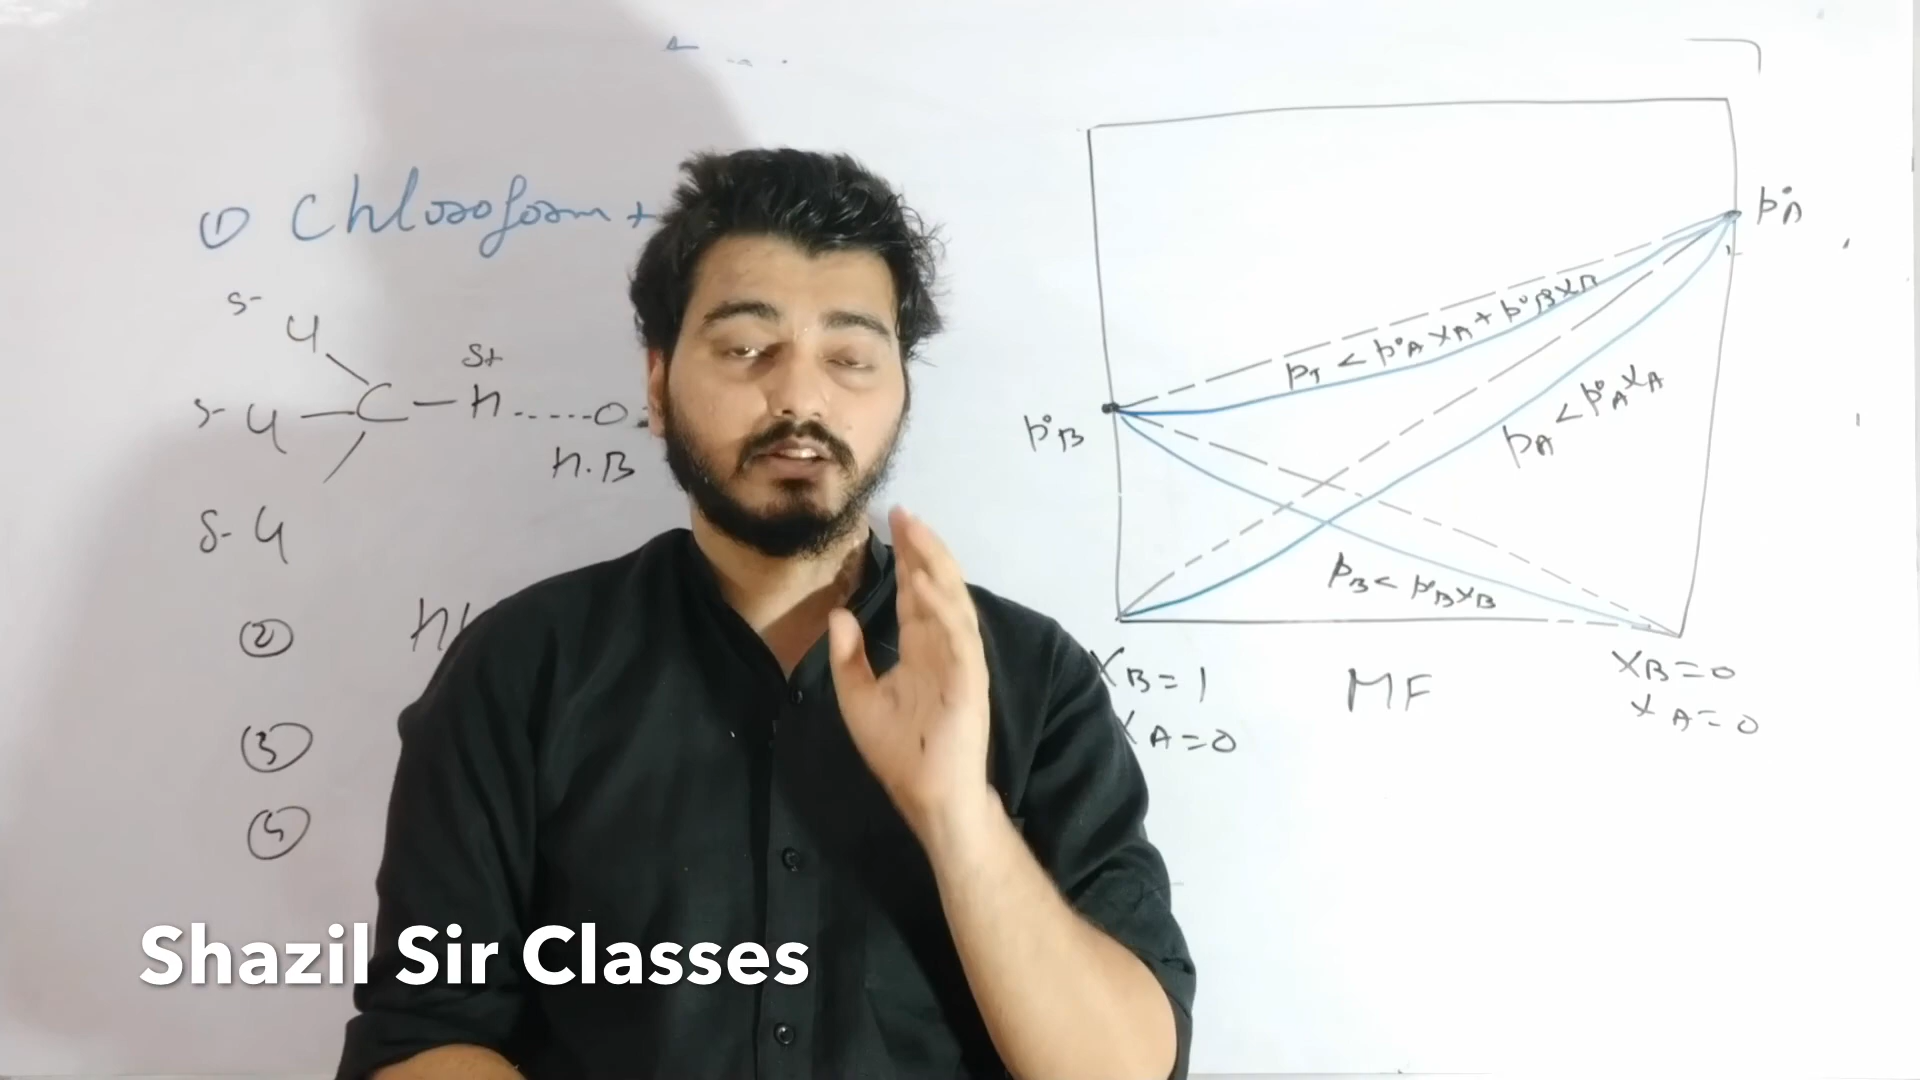 ① Chloroform +
δ-
Cl
δ+
δ- Cl — C — H ..... O
H.B
δ- Cl
②
③
5
p°A
PT < p°A XA + p°B XB
PA < p°A XA
p°B
PB < p°B XB
XB = 1
XA = 0
MF
XB = 0
XA = 0
Shazil Sir Classes